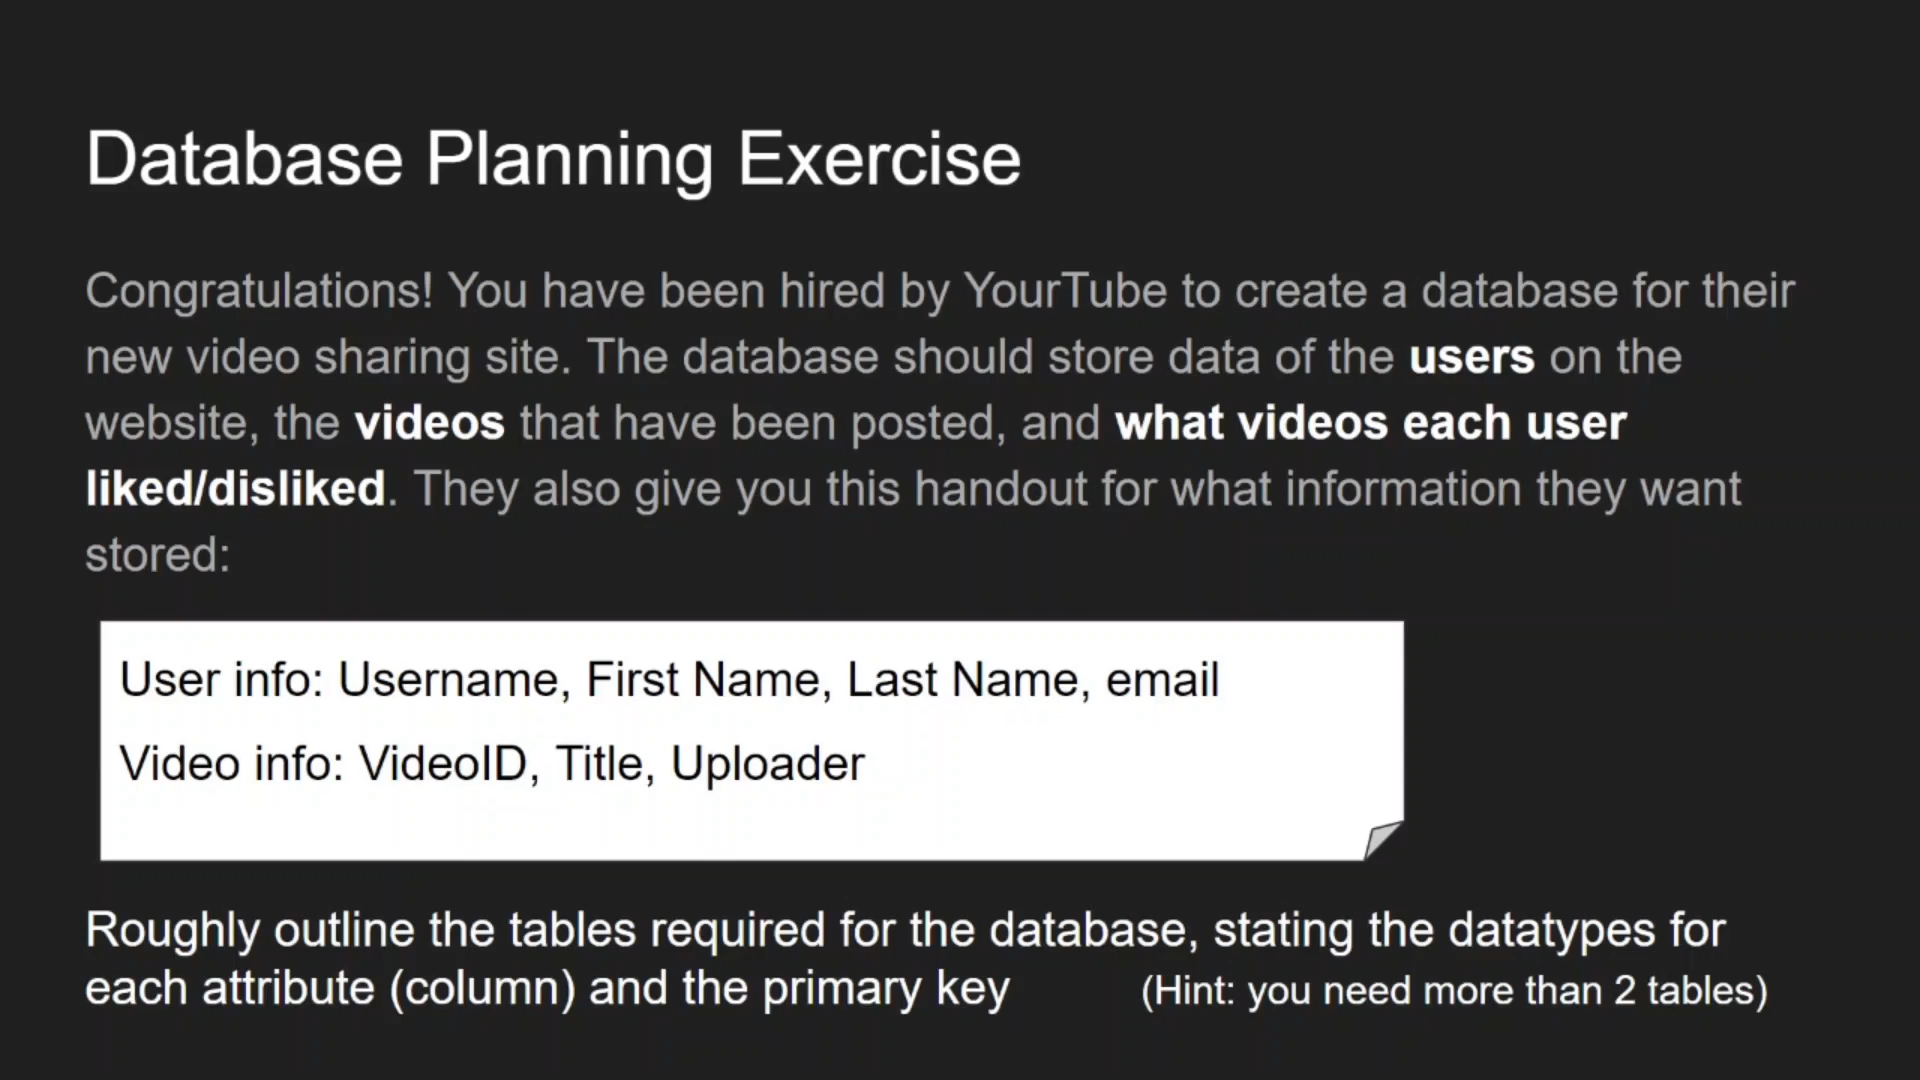 Database Planning Exercise
Congratulations! You have been hired by YourTube to create a database for their
new video sharing site. The database should store data of the users on the
website, the videos that have been posted, and what videos each user
liked/disliked. They also give you this handout for what information they want
stored:
User info: Username, First Name, Last Name, email
Video info: VideoID, Title, Uploader
Roughly outline the tables required for the database, stating the datatypes for
each attribute (column) and the primary key (Hint: you need more than 2 tables)